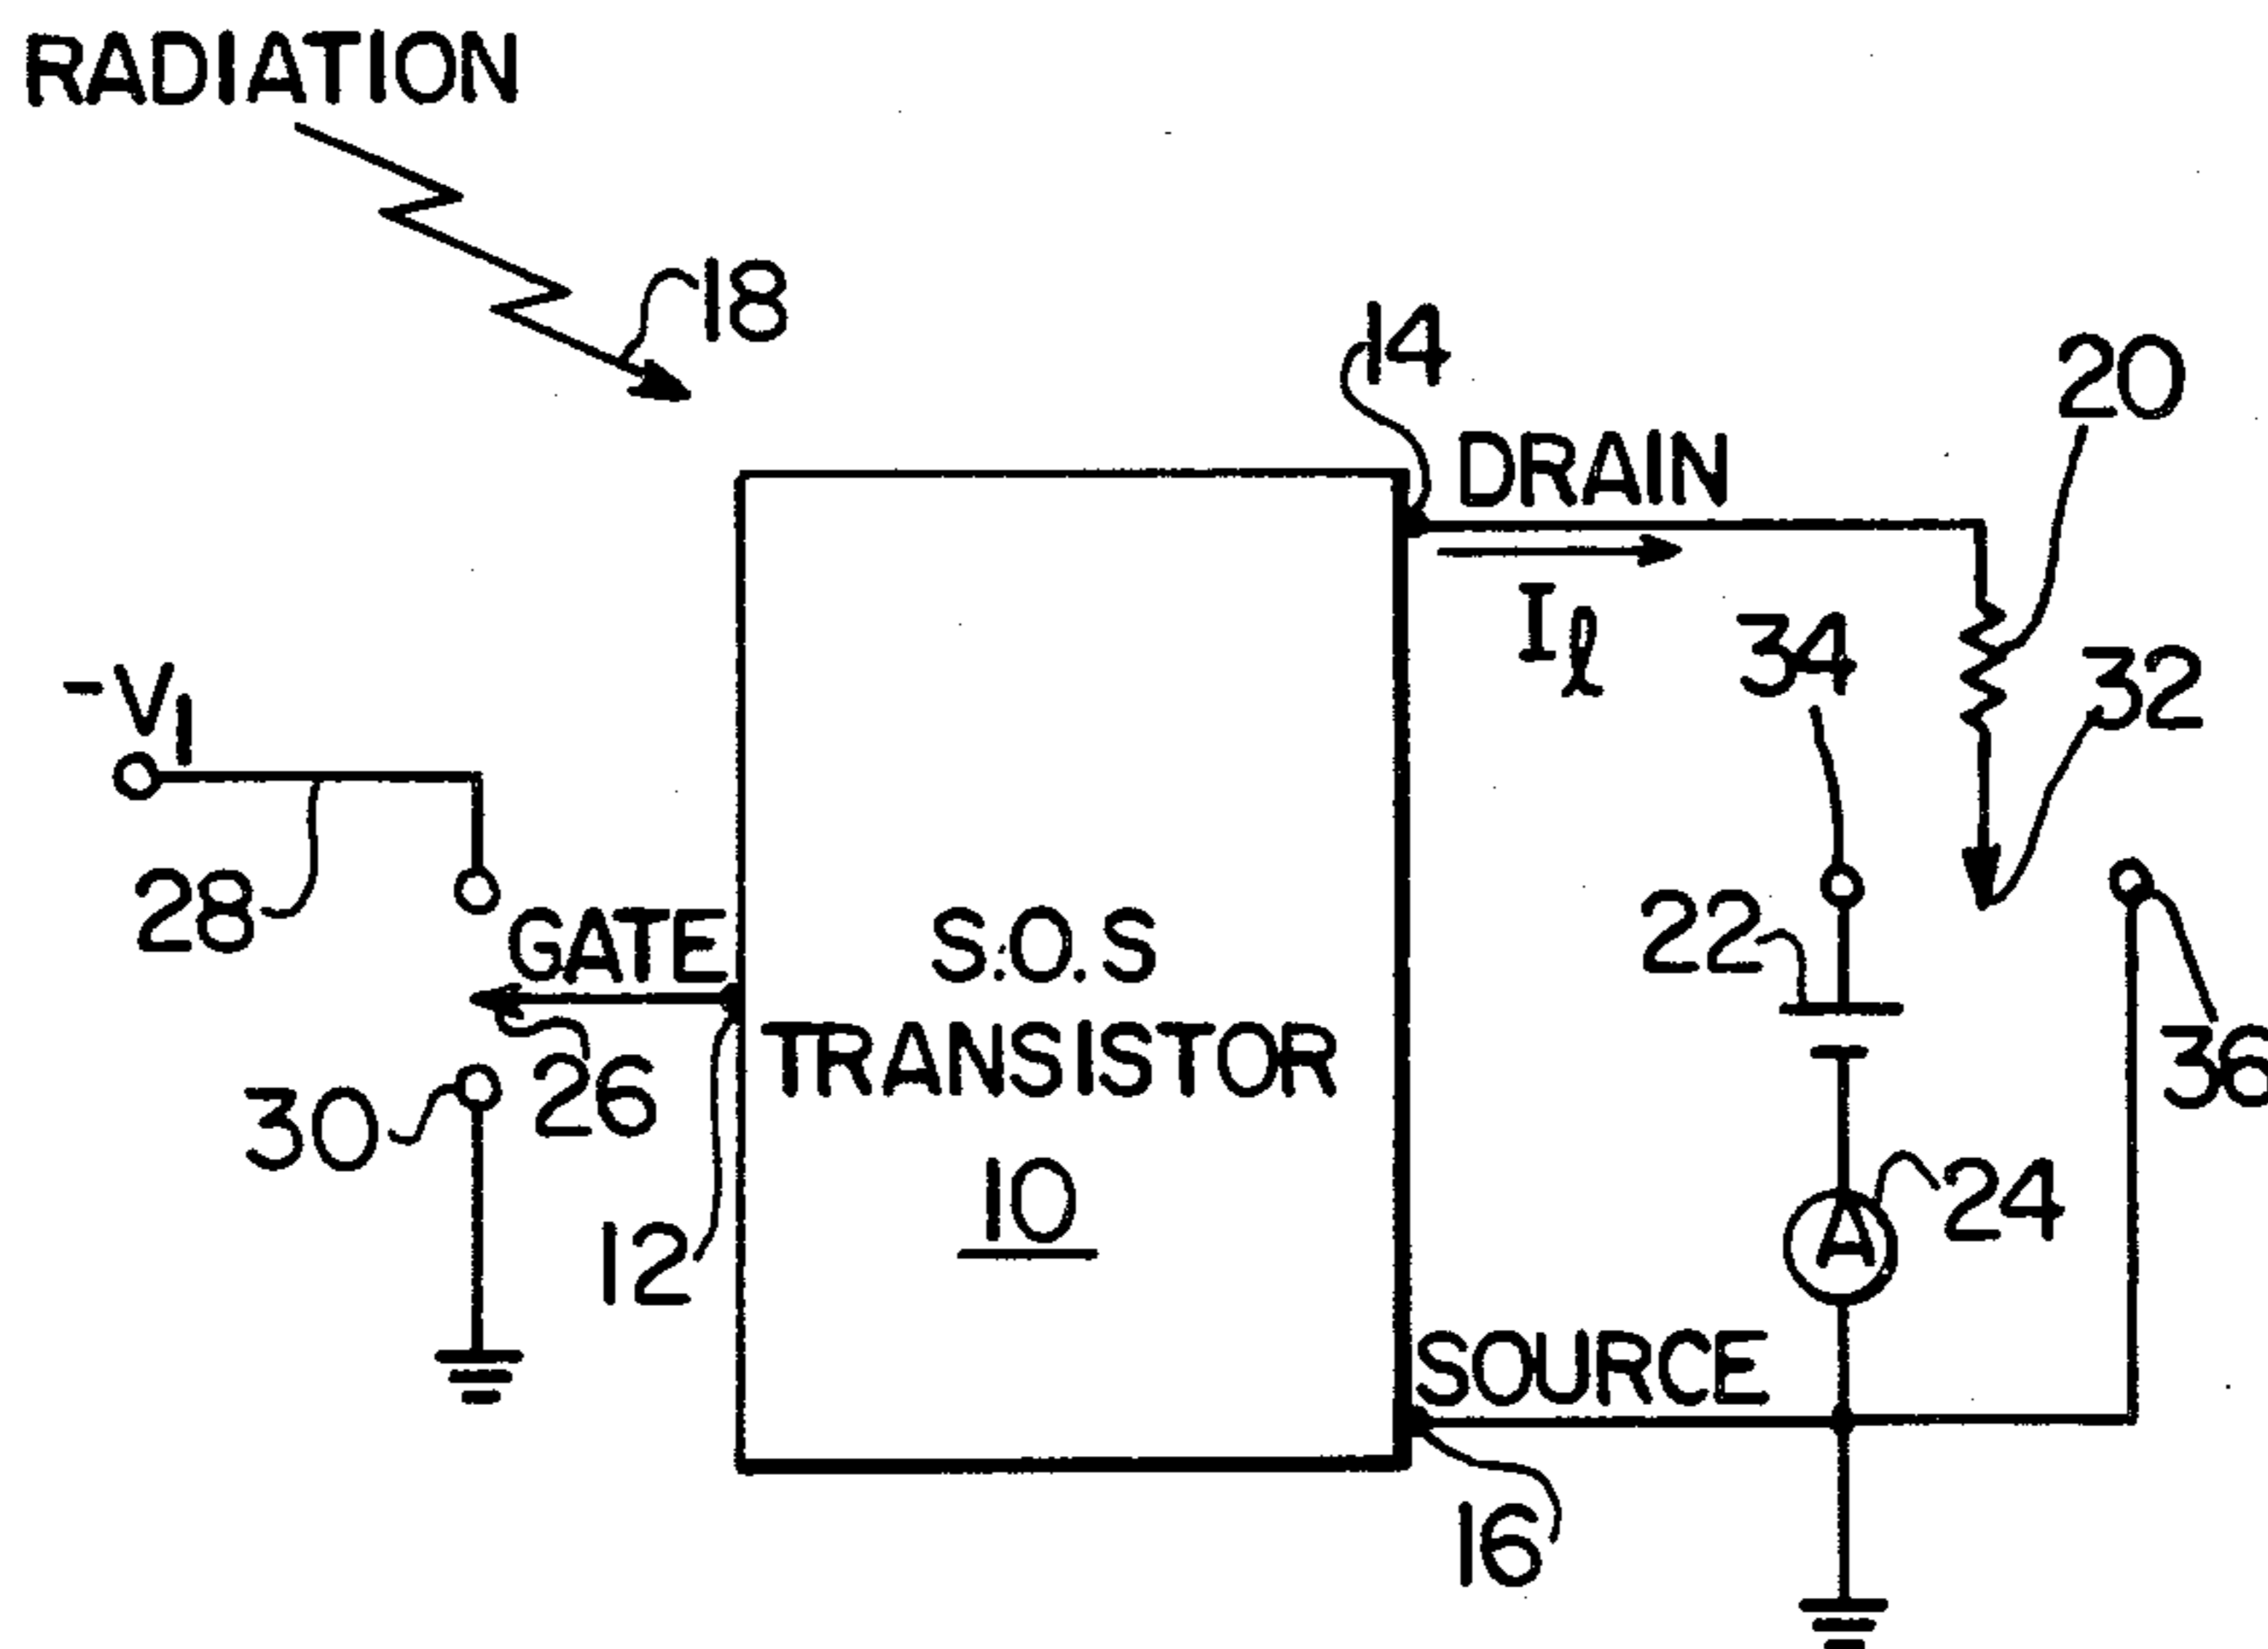 RADIATION
18
14
20
DRAIN
Iℓ
34
32
-V1
28
22
GATE
S.O.S
TRANSISTOR
36
30
26
10
A
24
12
SOURCE
16